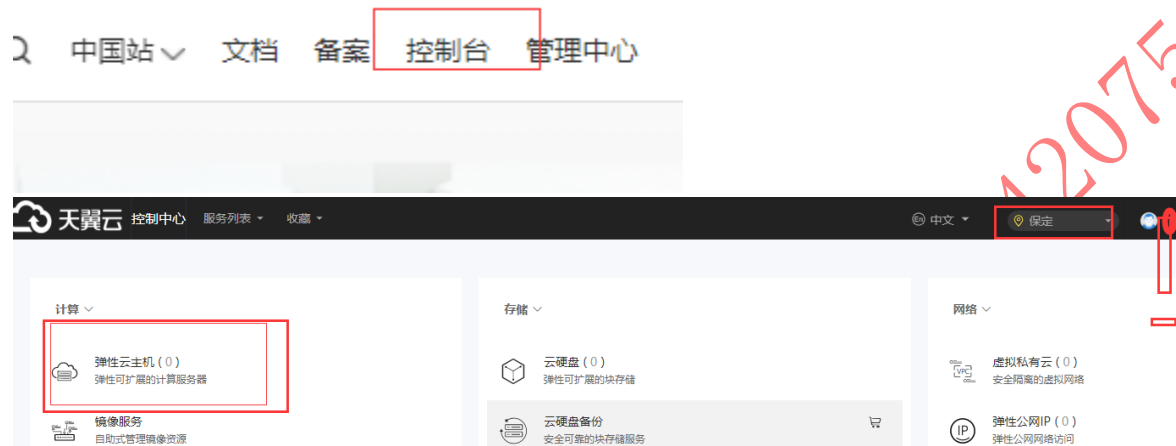 中国站 文档 备案 控制台 管理中心
42075
天翼云 控制中心 服务列表 收藏 En 中文 保定
计算 存储 网络
弹性云主机 ( 0 ) 云硬盘 ( 0 ) 虚拟私有云 ( 0 )
弹性可扩展的计算服务器 弹性可扩展的块存储 VPC 安全隔离的虚拟网络
镜像服务 云硬盘备份 弹性公网IP ( 0 )
自助式管理镜像资源 安全可靠的块存储服务 IP 弹性公网网络访问